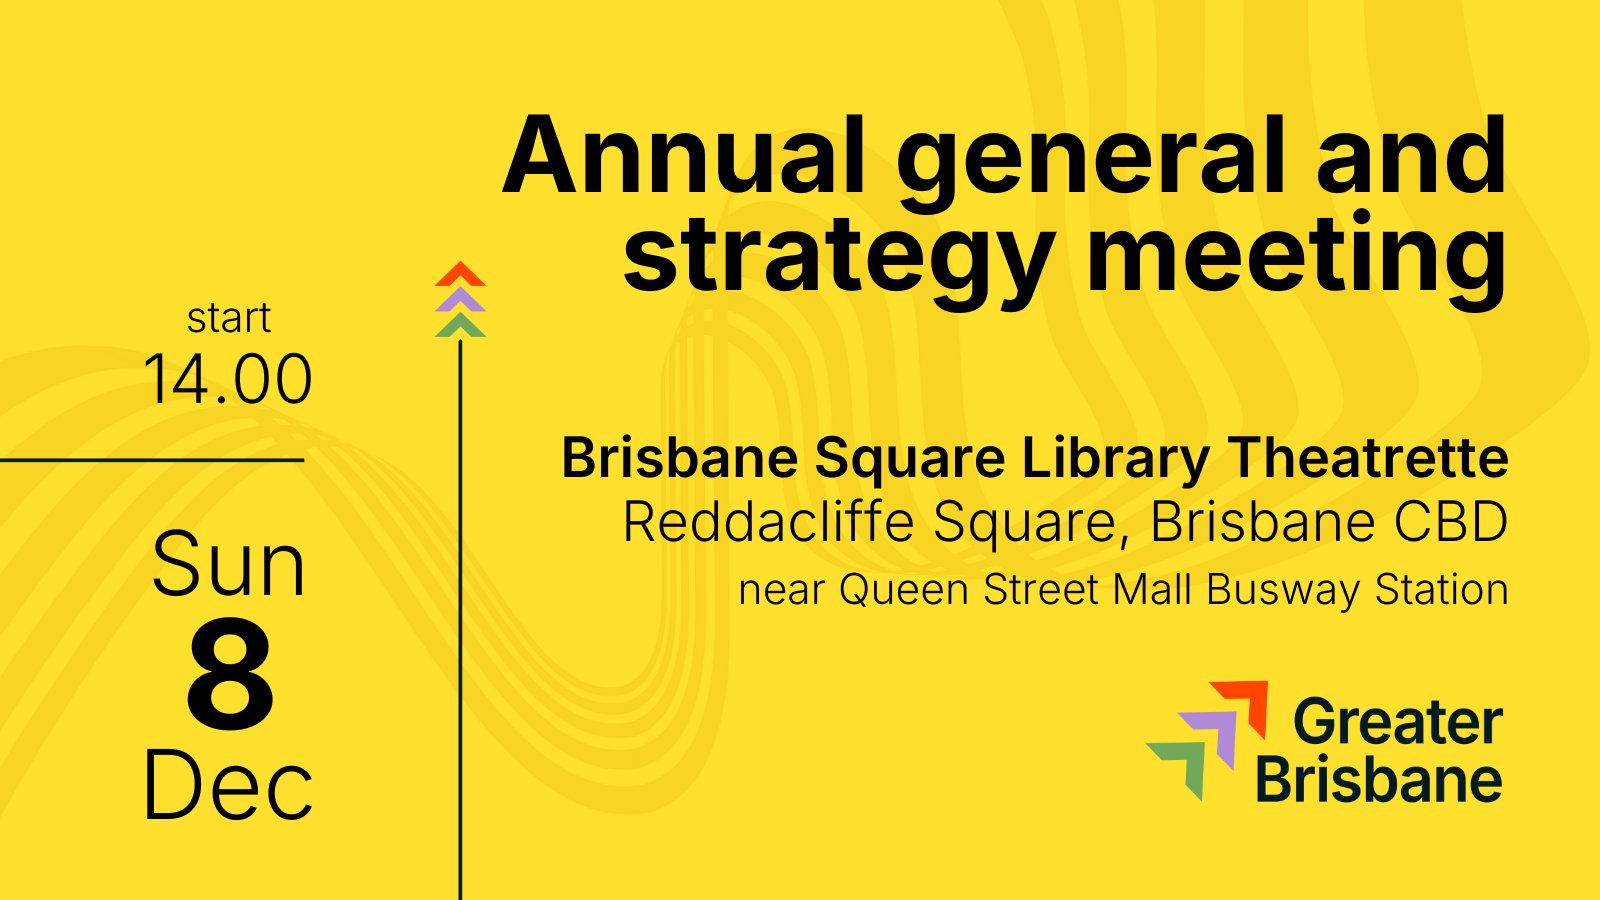 Annual general and
strategy meeting
start
14.00
Sun
8
Dec
Brisbane Square Library Theatrette
Reddacliffe Square, Brisbane CBD
near Queen Street Mall Busway Station
Greater
Brisbane